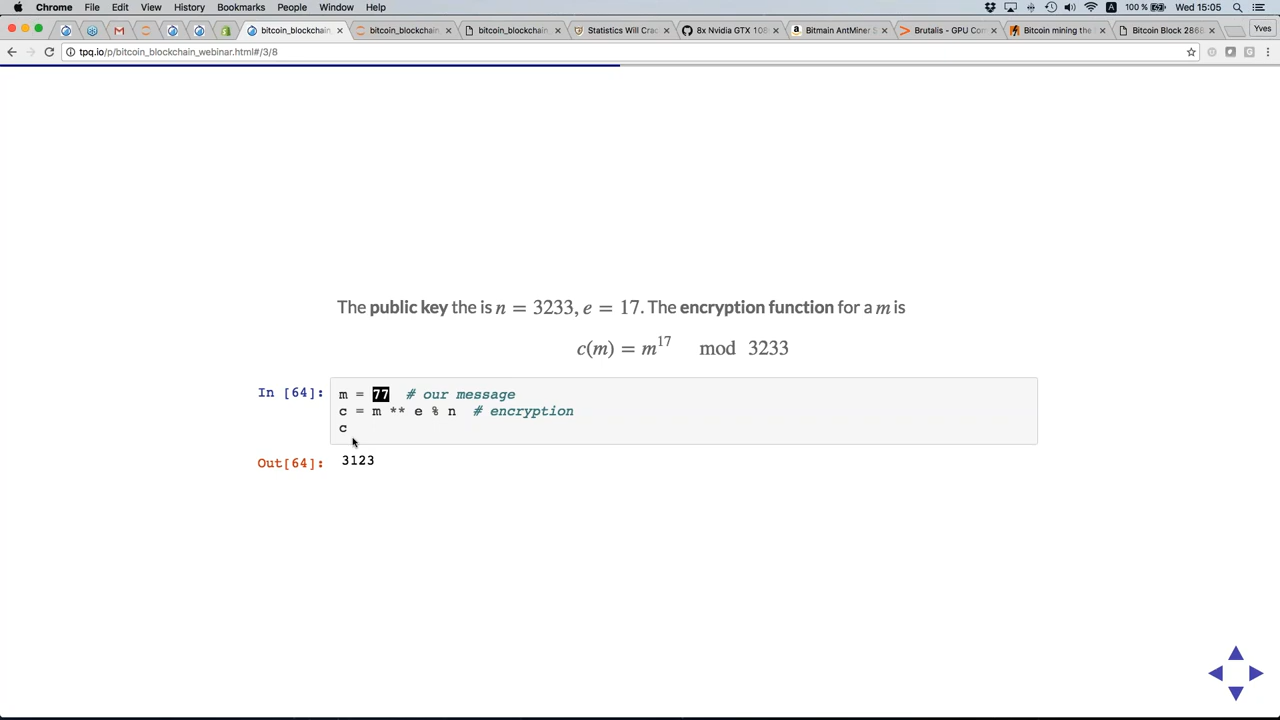 Chrome File Edit View History Bookmarks People Window Help 100 % Wed 15:05
bitcoin_blockchain bitcoin_blockchain bitcoin_blockchain Statistics Will Crac 8x Nvidia GTX 108 Bitmain AntMiner S Brutalis - GPU Com Bitcoin mining the Bitcoin Block 2868 Yves
tpq.io/p/bitcoin_blockchain_webinar.html#/3/8
The public key the is n = 3233, e = 17. The encryption function for a m is
c(m) = m^17 mod 3233
In [64]: m = 77 # our message
c = m ** e % n # encryption
c
Out[64]: 3123